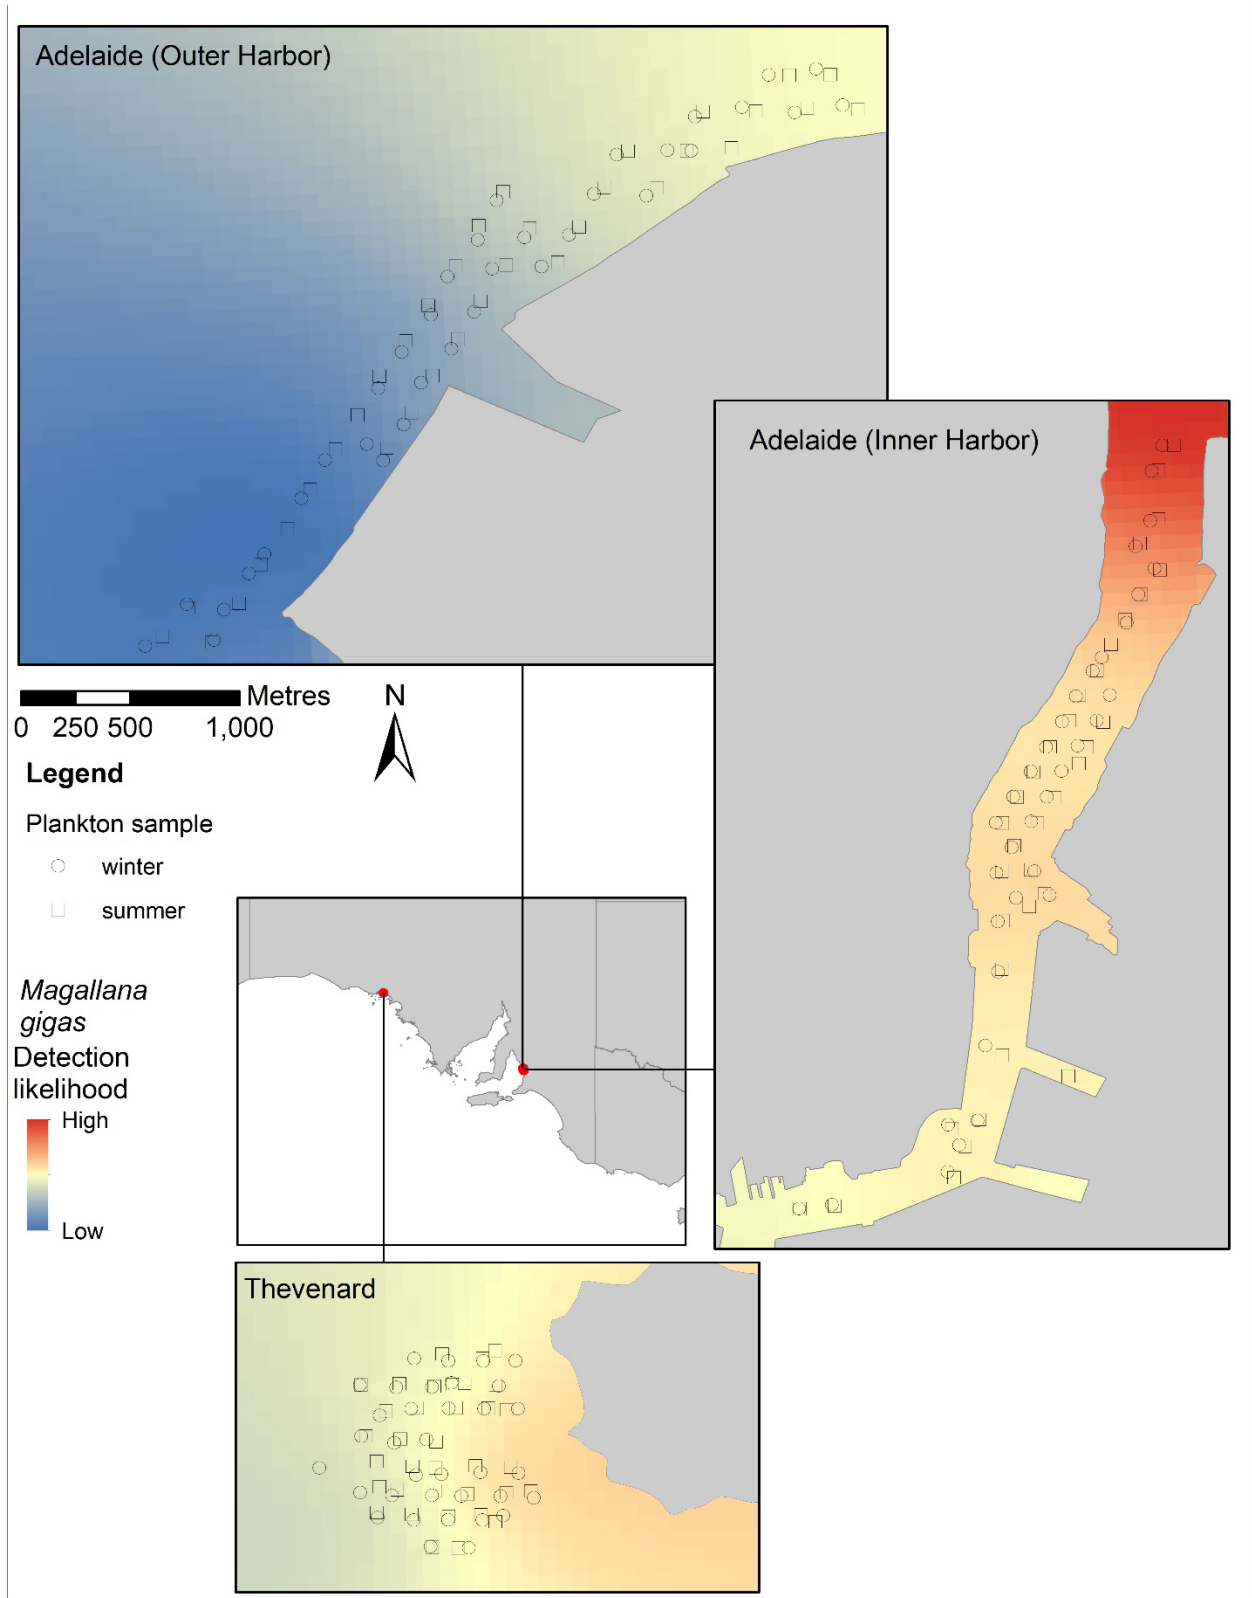 Adelaide (Outer Harbor)
Adelaide (Inner Harbor)
Metres
0 250 500 1,000
N
Legend
Plankton sample
winter
summer
Magallana
gigas
Detection
likelihood
High
Low
Thevenard